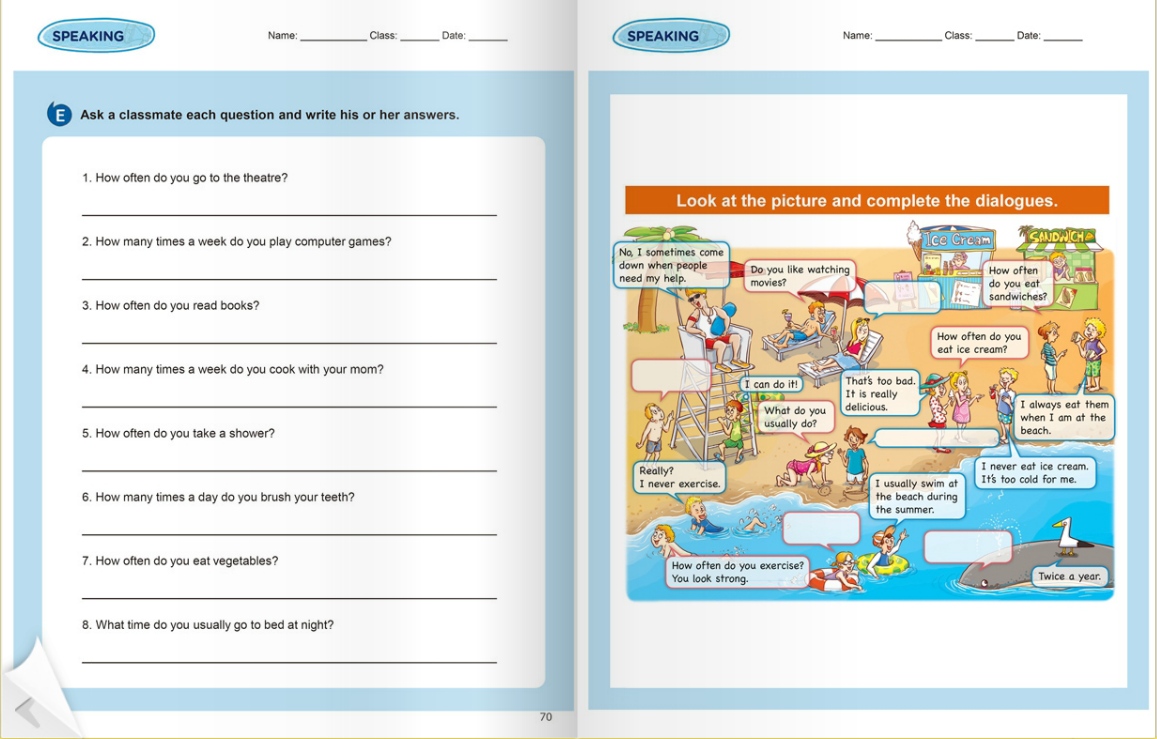 SPEAKING
Name: ____________ Class: _______ Date: _______
E Ask a classmate each question and write his or her answers.
1. How often do you go to the theatre?
2. How many times a week do you play computer games?
3. How often do you read books?
4. How many times a week do you cook with your mom?
5. How often do you take a shower?
6. How many times a day do you brush your teeth?
7. How often do you eat vegetables?
8. What time do you usually go to bed at night?
70
SPEAKING
Name: ____________ Class: _______ Date: _______
Look at the picture and complete the dialogues.
Ice Cream
SANDWICH
No, I sometimes come
down when people
need my help.
Do you like watching
movies?
How often
do you eat
sandwiches?
How often do you
eat ice cream?
I can do it!
That's too bad.
It is really
delicious.
I always eat them
when I am at the
beach.
What do you
usually do?
Really?
I never exercise.
I never eat ice cream.
It's too cold for me.
I usually swim at
the beach during
the summer.
How often do you exercise?
You look strong.
Twice a year.